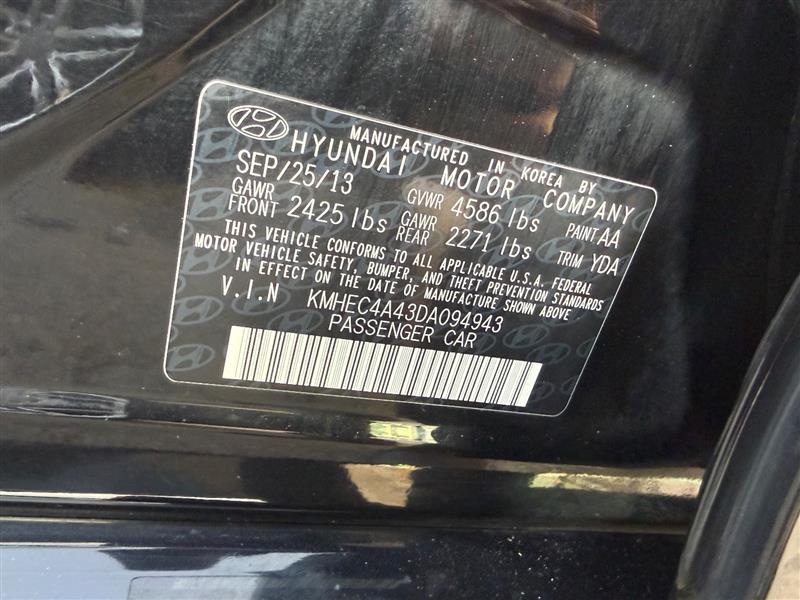 MANUFACTURED IN KOREA BY
HYUNDAI MOTOR COMPANY
SEP/25/13 GVWR 4586 lbs PAINT AA
GAWR FRONT 2425 lbs GAWR REAR 2271 lbs TRIM YDA
THIS VEHICLE CONFORMS TO ALL APPLICABLE U.S.A. FEDERAL
MOTOR VEHICLE SAFETY, BUMPER, AND THEFT PREVENTION STANDARDS
IN EFFECT ON THE DATE OF MANUFACTURE SHOWN ABOVE
V.I.N KMHEC4A43DA094943
PASSENGER CAR